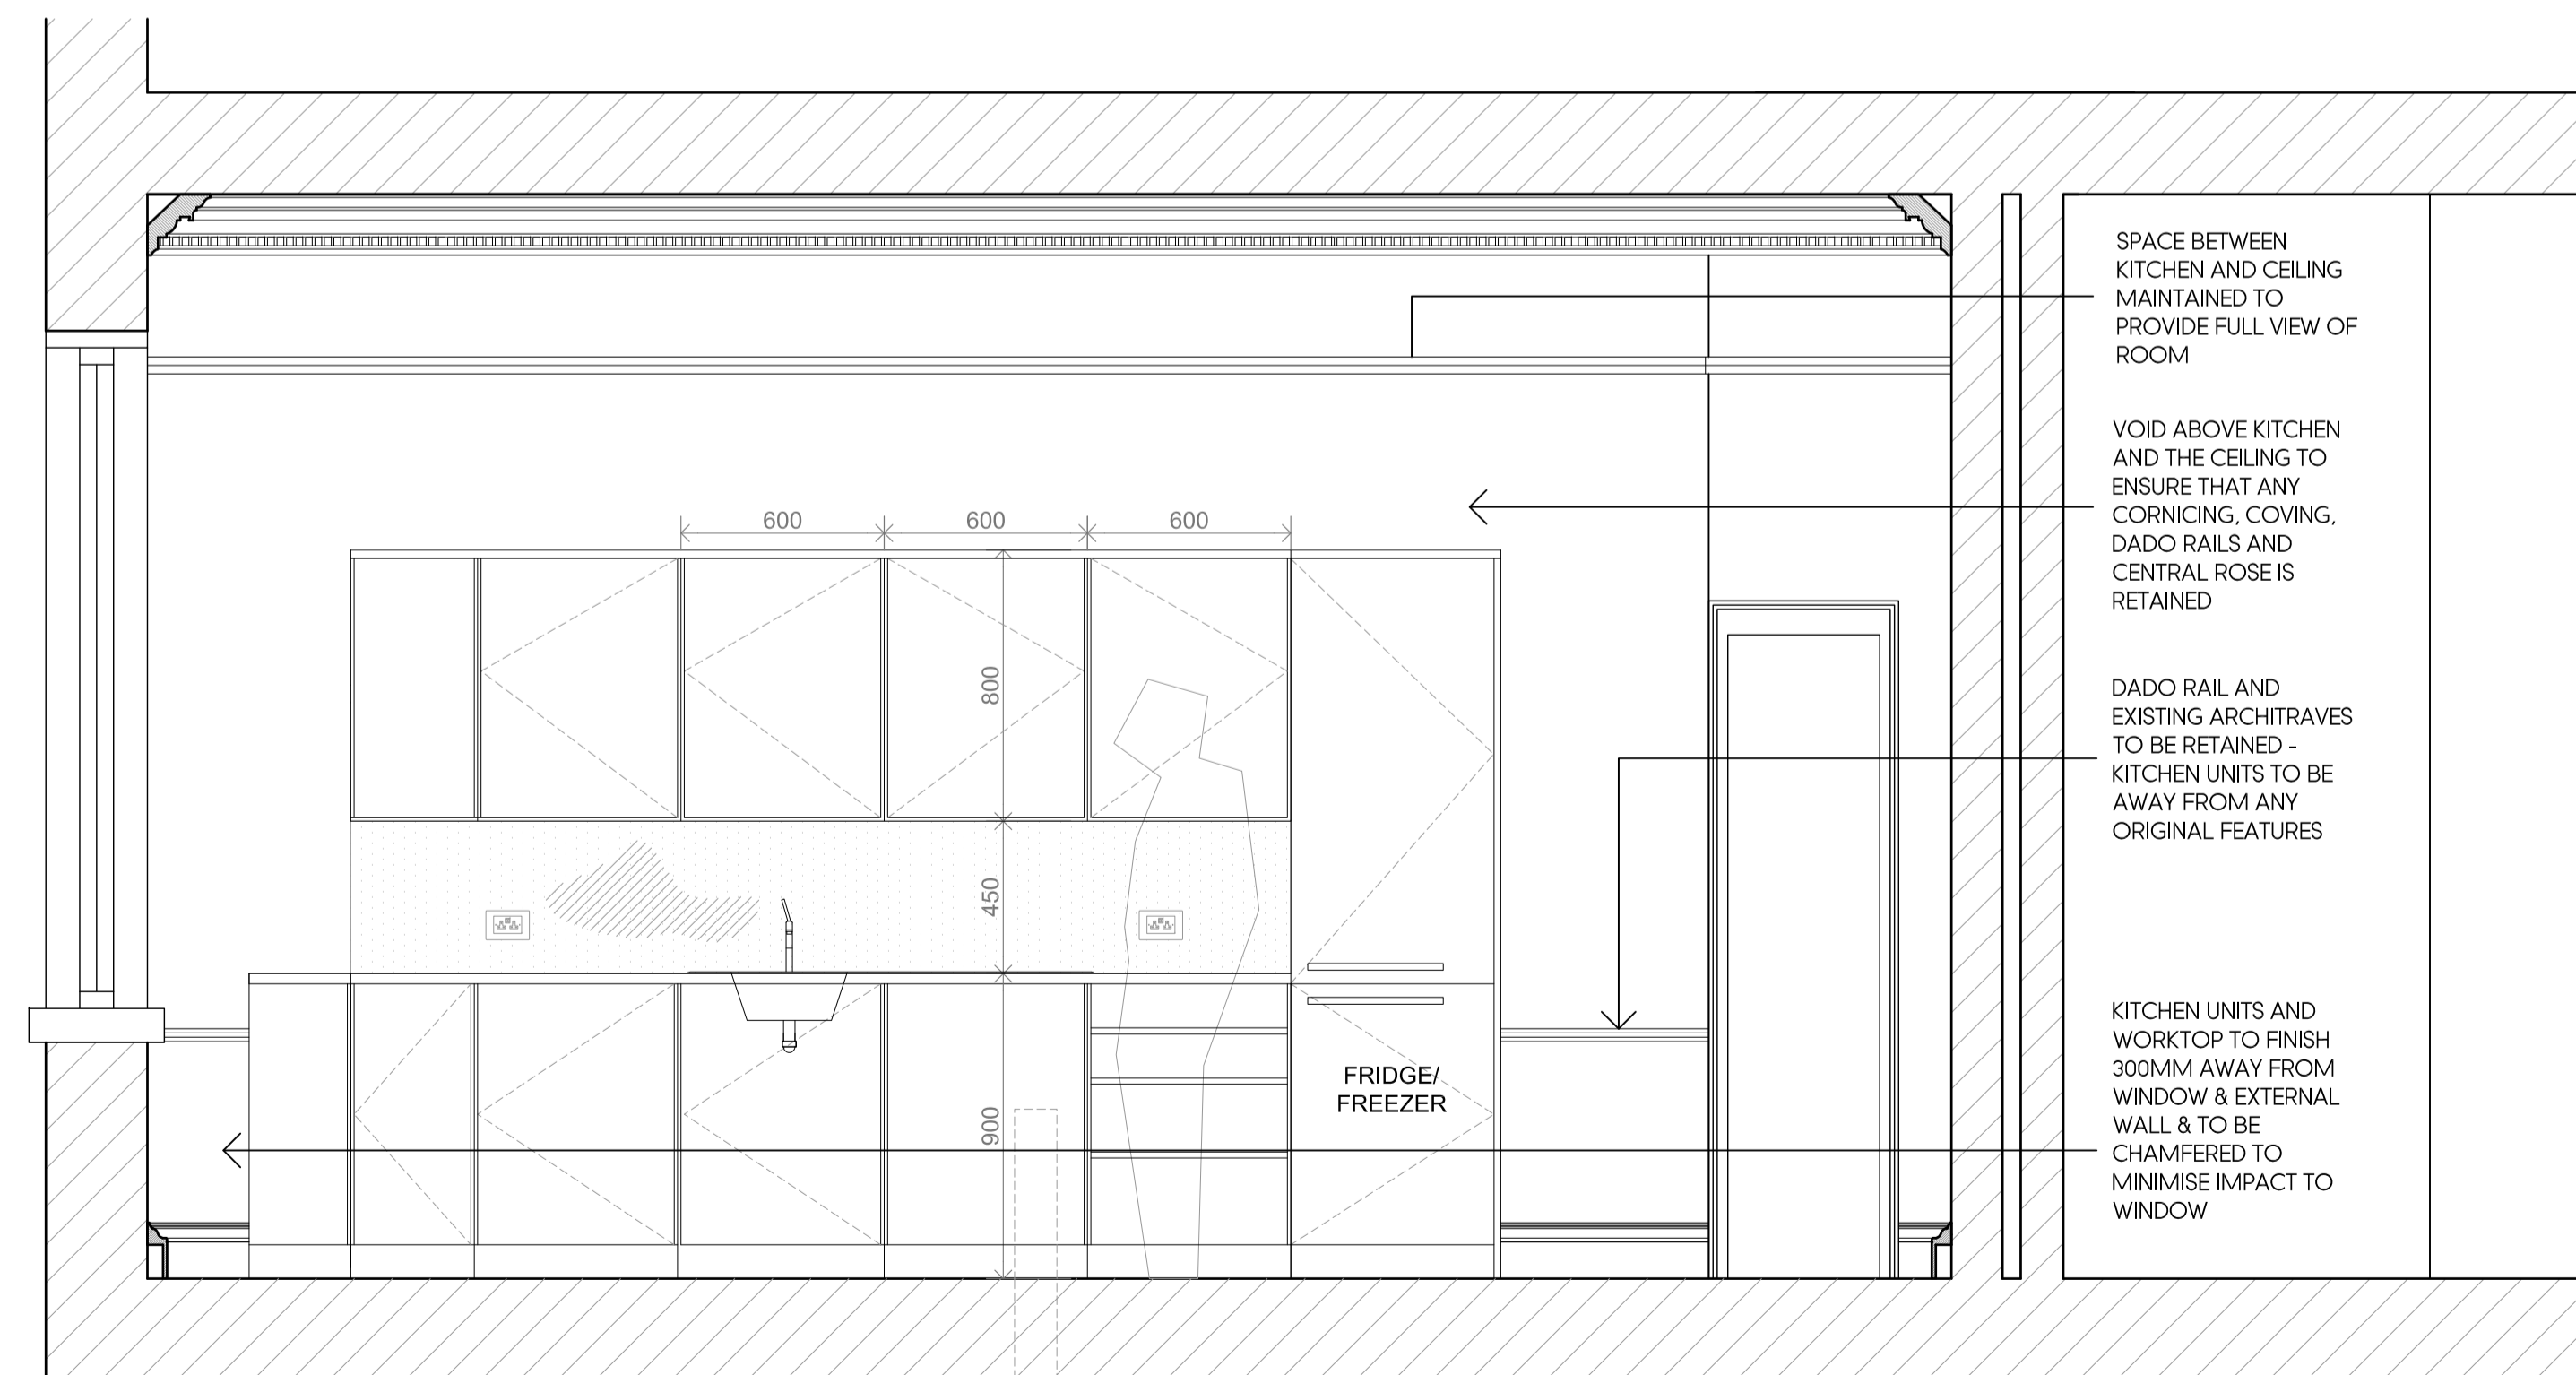 SPACE BETWEEN
KITCHEN AND CEILING
MAINTAINED TO
PROVIDE FULL VIEW OF
ROOM
VOID ABOVE KITCHEN
AND THE CEILING TO
ENSURE THAT ANY
CORNICING, COVING,
DADO RAILS AND
CENTRAL ROSE IS
RETAINED
600
600
600
800
DADO RAIL AND
EXISTING ARCHITRAVES
TO BE RETAINED -
KITCHEN UNITS TO BE
AWAY FROM ANY
ORIGINAL FEATURES
450
900
FRIDGE/
FREEZER
KITCHEN UNITS AND
WORKTOP TO FINISH
300MM AWAY FROM
WINDOW & EXTERNAL
WALL & TO BE
CHAMFERED TO
MINIMISE IMPACT TO
WINDOW